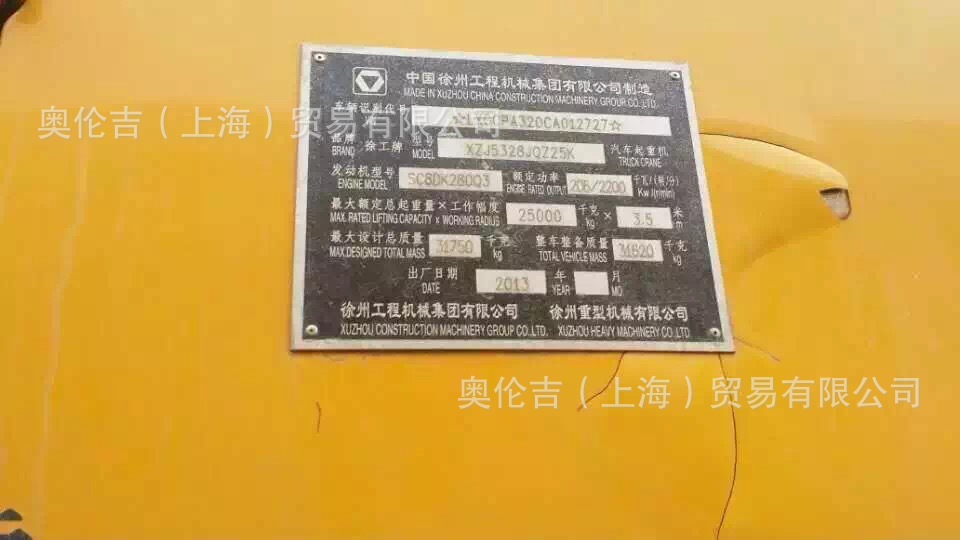 中国徐州工程机械集团有限公司制造
MADE IN XUZHOU CHINA CONSTRUCTION MACHINERY GROUP CO.,LTD.
车辆识别代号
奥伦吉（上海）贸易有限公司
品牌 BRAND 徐工牌 型号 MODEL XZJ5328JQZ25K 汽车起重机 TRUCK CRANE
发动机型号 ENGINE MODEL SC8DK280Q3 额定功率 ENGINE RATED OUTPUT 206/2200 千瓦/(转/分) Kw/(r/min)
最大额定总起重量×工作幅度 MAX. RATED LIFTING CAPACITY x WORKING RADIUS 25000 千克 kg × 3.5 米 m
最大设计总质量 MAX.DESIGNED TOTAL MASS 31750 千克 kg 整车整备质量 TOTAL VEHICLE MASS 31620 千克 kg
出厂日期 DATE 2013 年 YEAR 月 MO
徐州工程机械集团有限公司 徐州重型机械有限公司
XUZHOU CONSTRUCTION MACHINERY GROUP CO.,LTD. XUZHOU HEAVY MACHINERY CO.,LTD
奥伦吉（上海）贸易有限公司